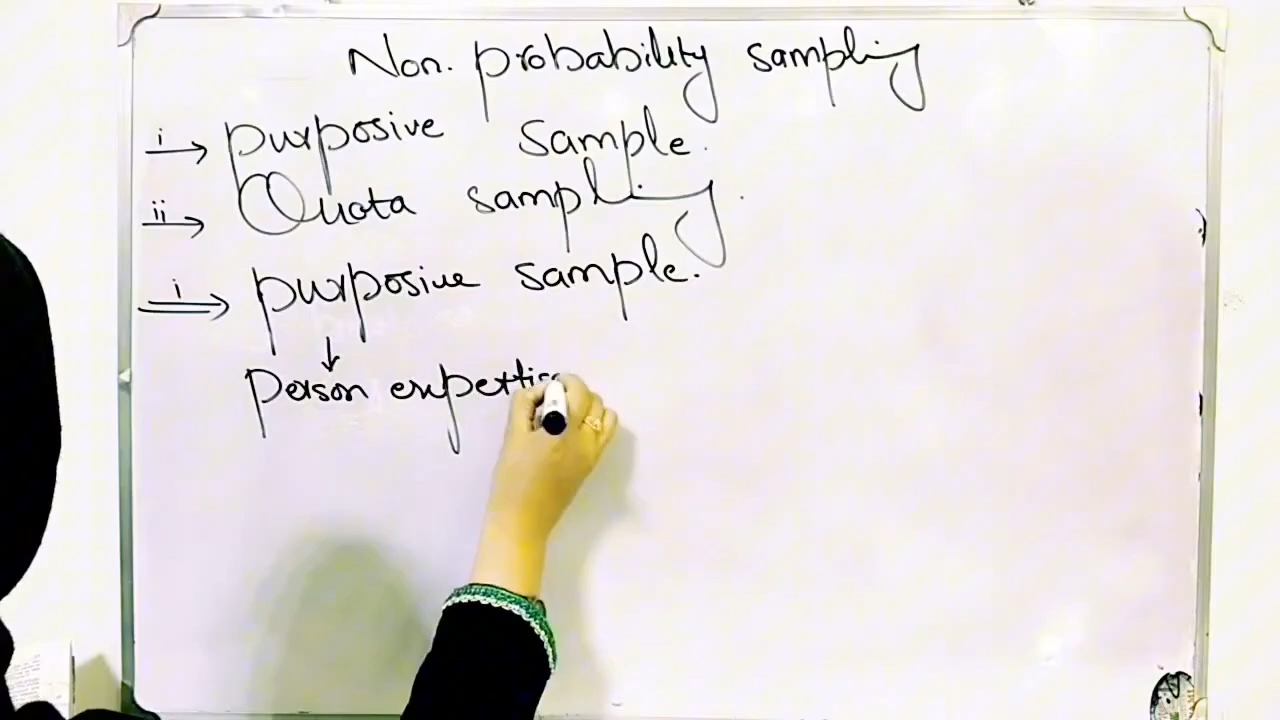 Non. probability sampling
i → purposive sample.
ii → Quota sampling.
i ⇒ purposive sample.
↓
person expertis